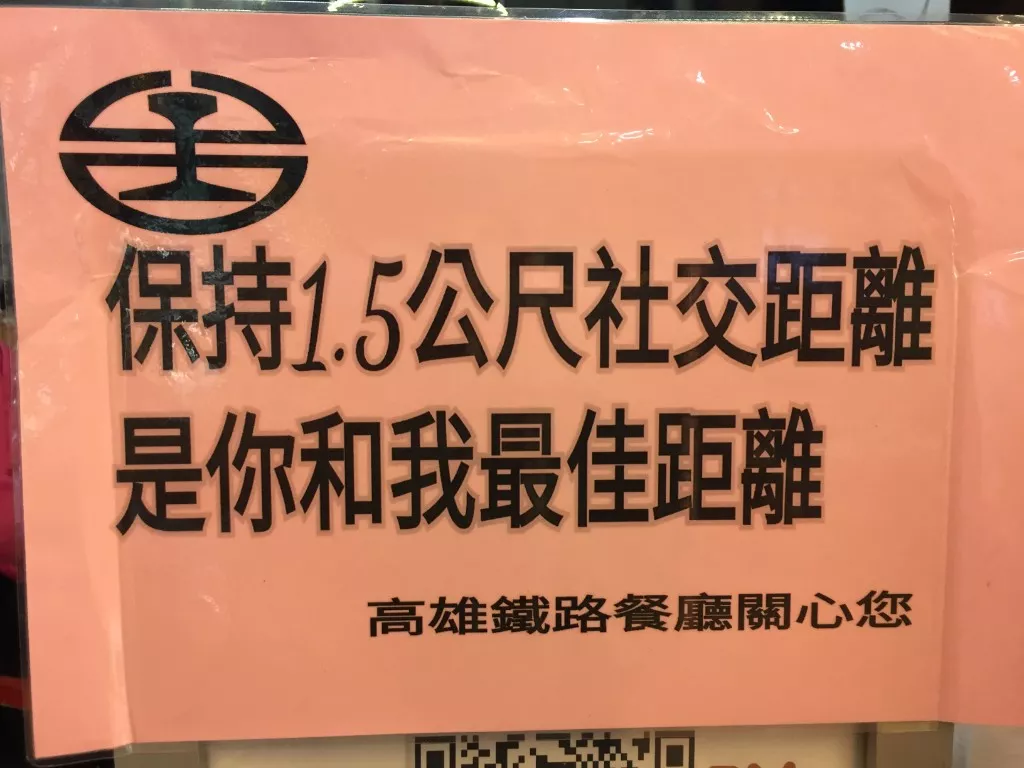 保持1.5公尺社交距離
是你和我最佳距離
高雄鐵路餐廳關心您